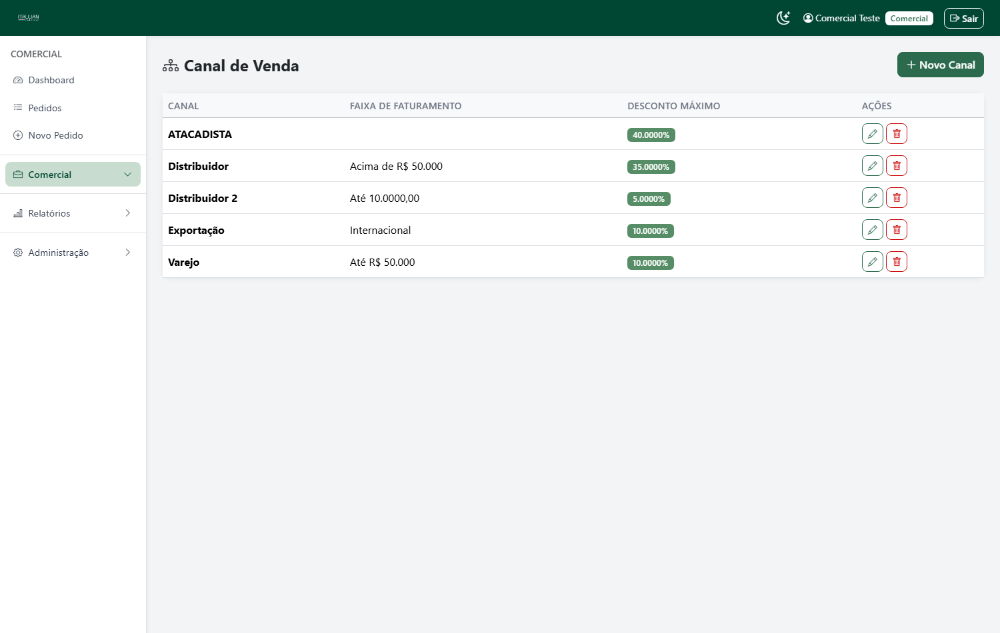 ITALLIAN
Comercial Teste
Comercial
Sair
COMERCIAL
Dashboard
Pedidos
Novo Pedido
Comercial
Relatórios
Administração
Canal de Venda
Novo Canal
CANAL FAIXA DE FATURAMENTO DESCONTO MÁXIMO AÇÕES
ATACADISTA 40.0000%
Distribuidor Acima de R$ 50.000 35.0000%
Distribuidor 2 Até 10.0000,00 5.0000%
Exportação Internacional 10.0000%
Varejo Até R$ 50.000 10.0000%